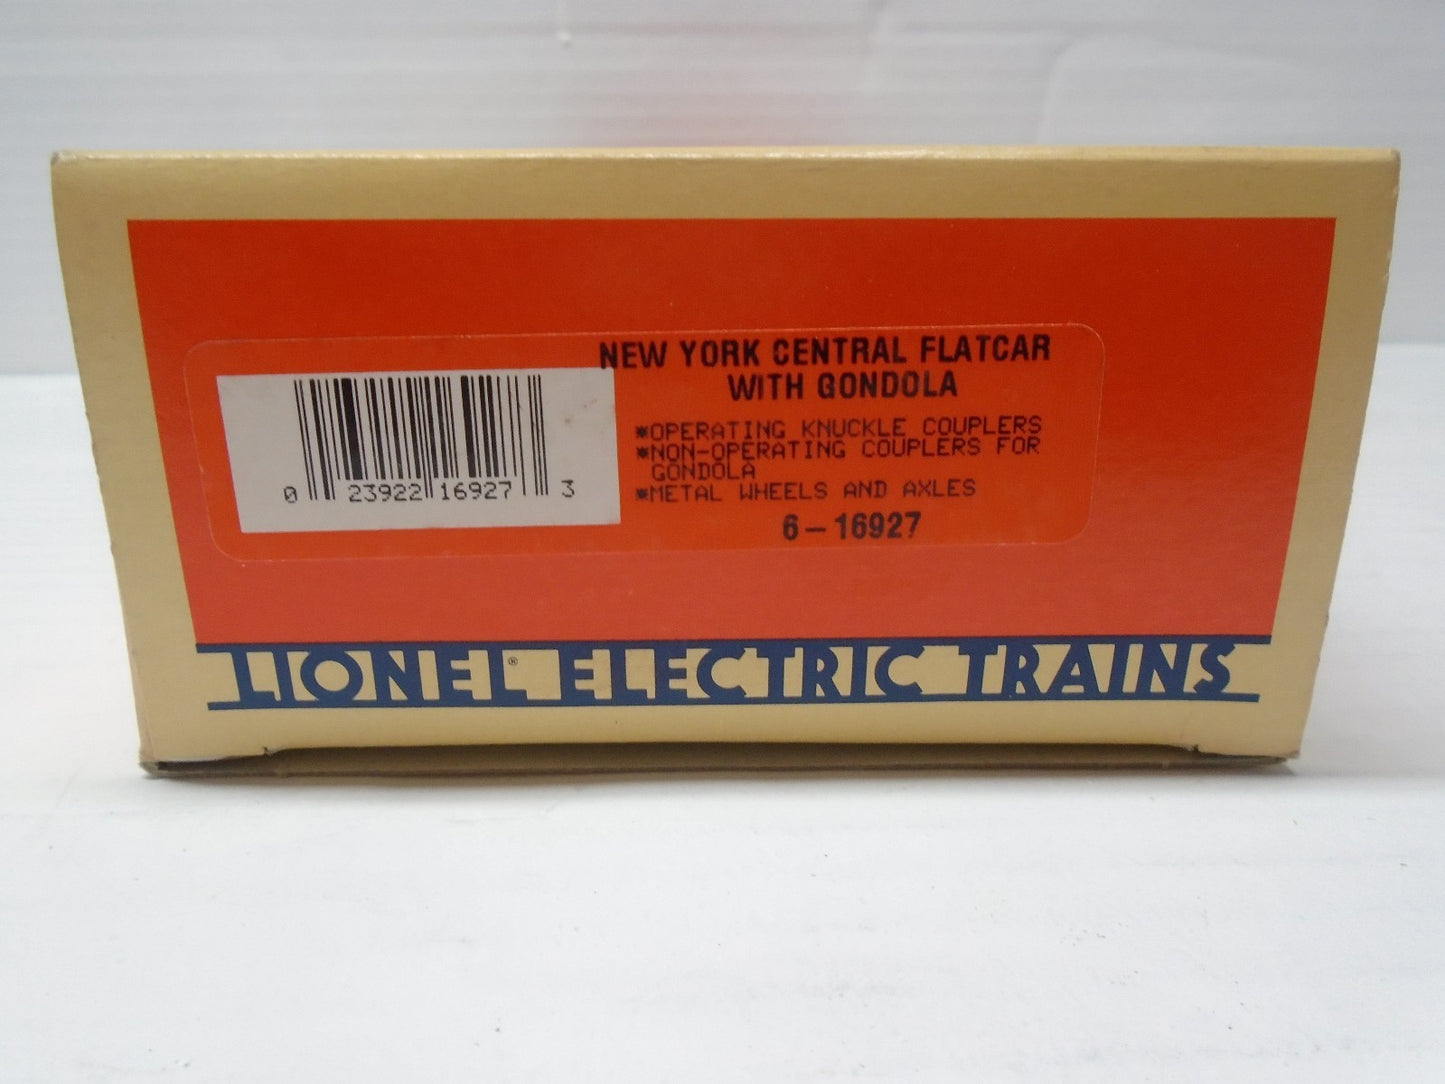 NEW YORK CENTRAL FLATCAR
WITH GONDOLA
*OPERATING KNUCKLE COUPLERS
*NON-OPERATING COUPLERS FOR
GONDOLA
*METAL WHEELS AND AXLES
6-16927
0 23922 16927 3
LIONEL® ELECTRIC TRAINS